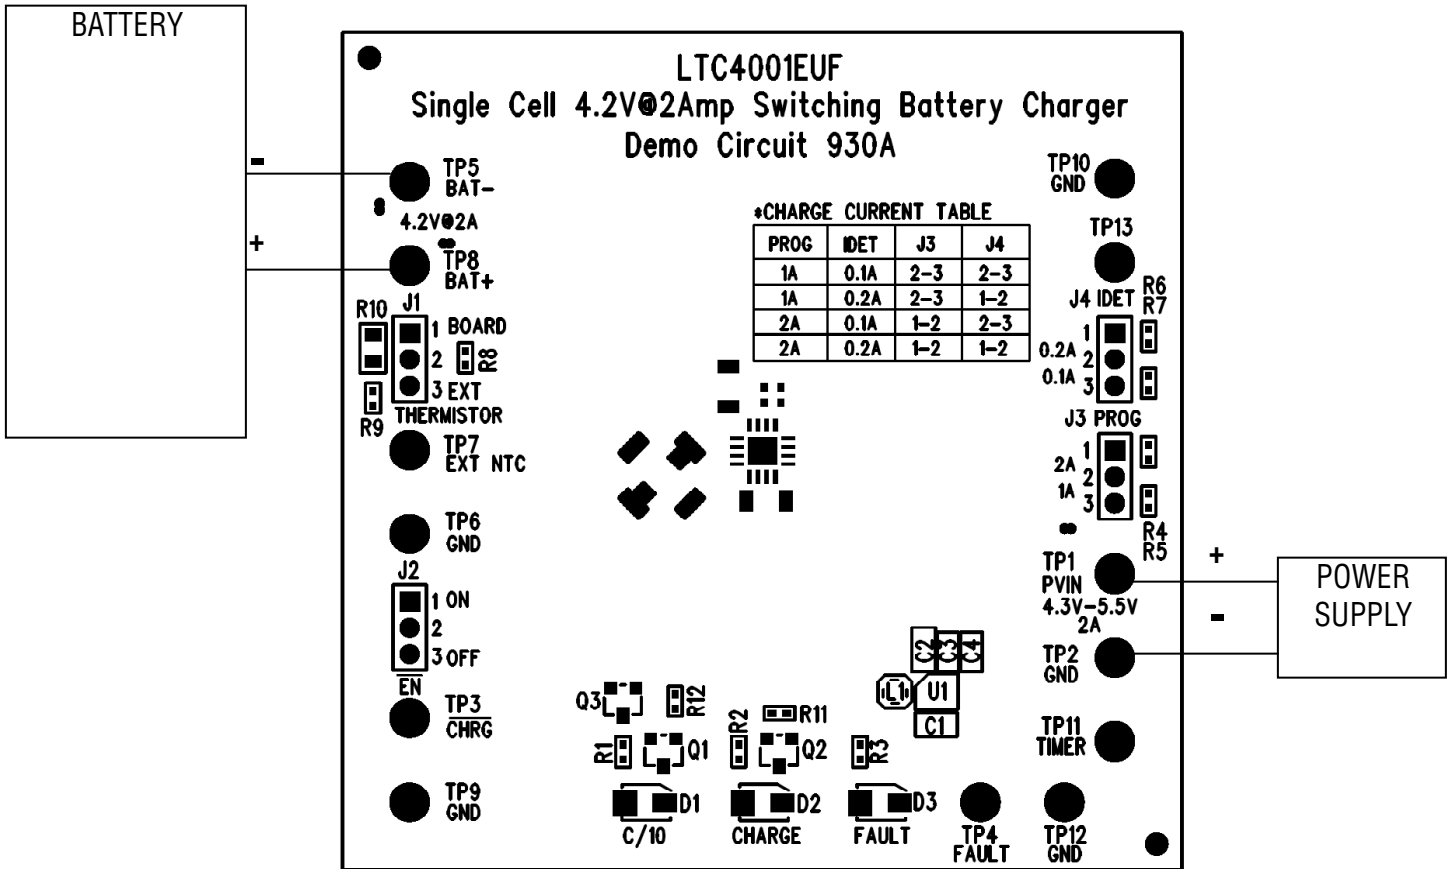 BATTERY
LTC4001EUF
Single Cell 4.2V@2Amp Switching Battery Charger
Demo Circuit 930A
-
TP5
BAT-
4.2V@2A
+
TP8
BAT+
TP10
GND
TP13
*CHARGE CURRENT TABLE
PROG IDET J3 J4
1A 0.1A 2-3 2-3
1A 0.2A 2-3 1-2
2A 0.1A 1-2 2-3
2A 0.2A 1-2 1-2
R10
J1
1 BOARD
2
R8
3 EXT
THERMISTOR
R9
TP7
EXT NTC
TP6
GND
J2
1 ON
2
3 OFF
EN
TP3
CHRG
TP9
GND
R6
R7
J4 IDET
1
0.2A
2
0.1A
3
J3 PROG
1
2A
2
1A
3
R4
R5
TP1
PVIN
4.3V-5.5V
2A
+
-
POWER
SUPPLY
TP2
GND
TP11
TIMER
C2 C3 C4
L1 U1
C1
Q3 R12
R2 R11
R1 Q1 Q2 R3
D1 D2 D3
C/10 CHARGE FAULT
TP4
FAULT
TP12
GND